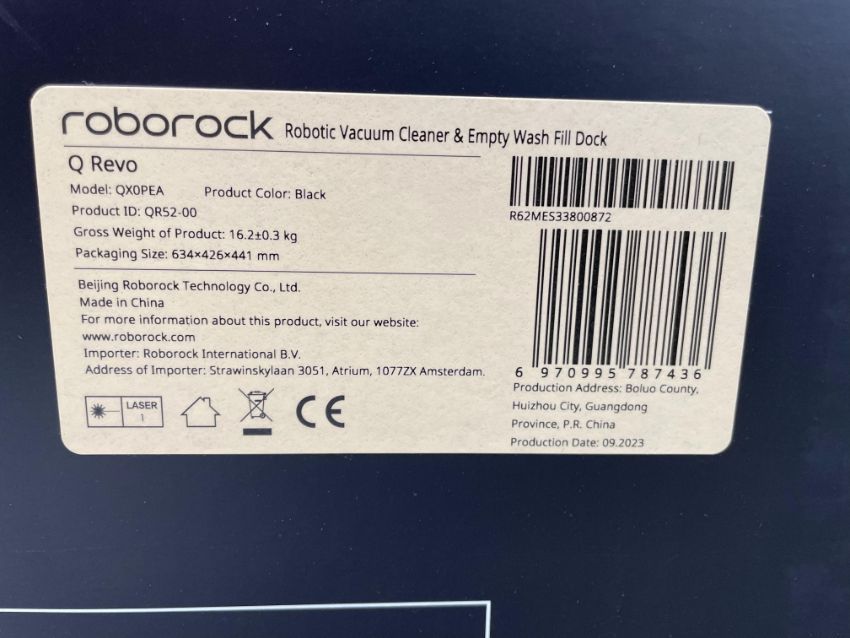 roborock Robotic Vacuum Cleaner & Empty Wash Fill Dock
Q Revo
Model: QX0PEA Product Color: Black
Product ID: QR52-00
Gross Weight of Product: 16.2±0.3 kg
Packaging Size: 634×426×441 mm
Beijing Roborock Technology Co., Ltd.
Made in China
For more information about this product, visit our website:
www.roborock.com
Importer: Roborock International B.V.
Address of Importer: Strawinskylaan 3051, Atrium, 1077ZX Amsterdam.
LASER
1
CE
R62MES33800872
6 970995 787436
Production Address: Boluo County,
Huizhou City, Guangdong
Province, P.R. China
Production Date: 09.2023